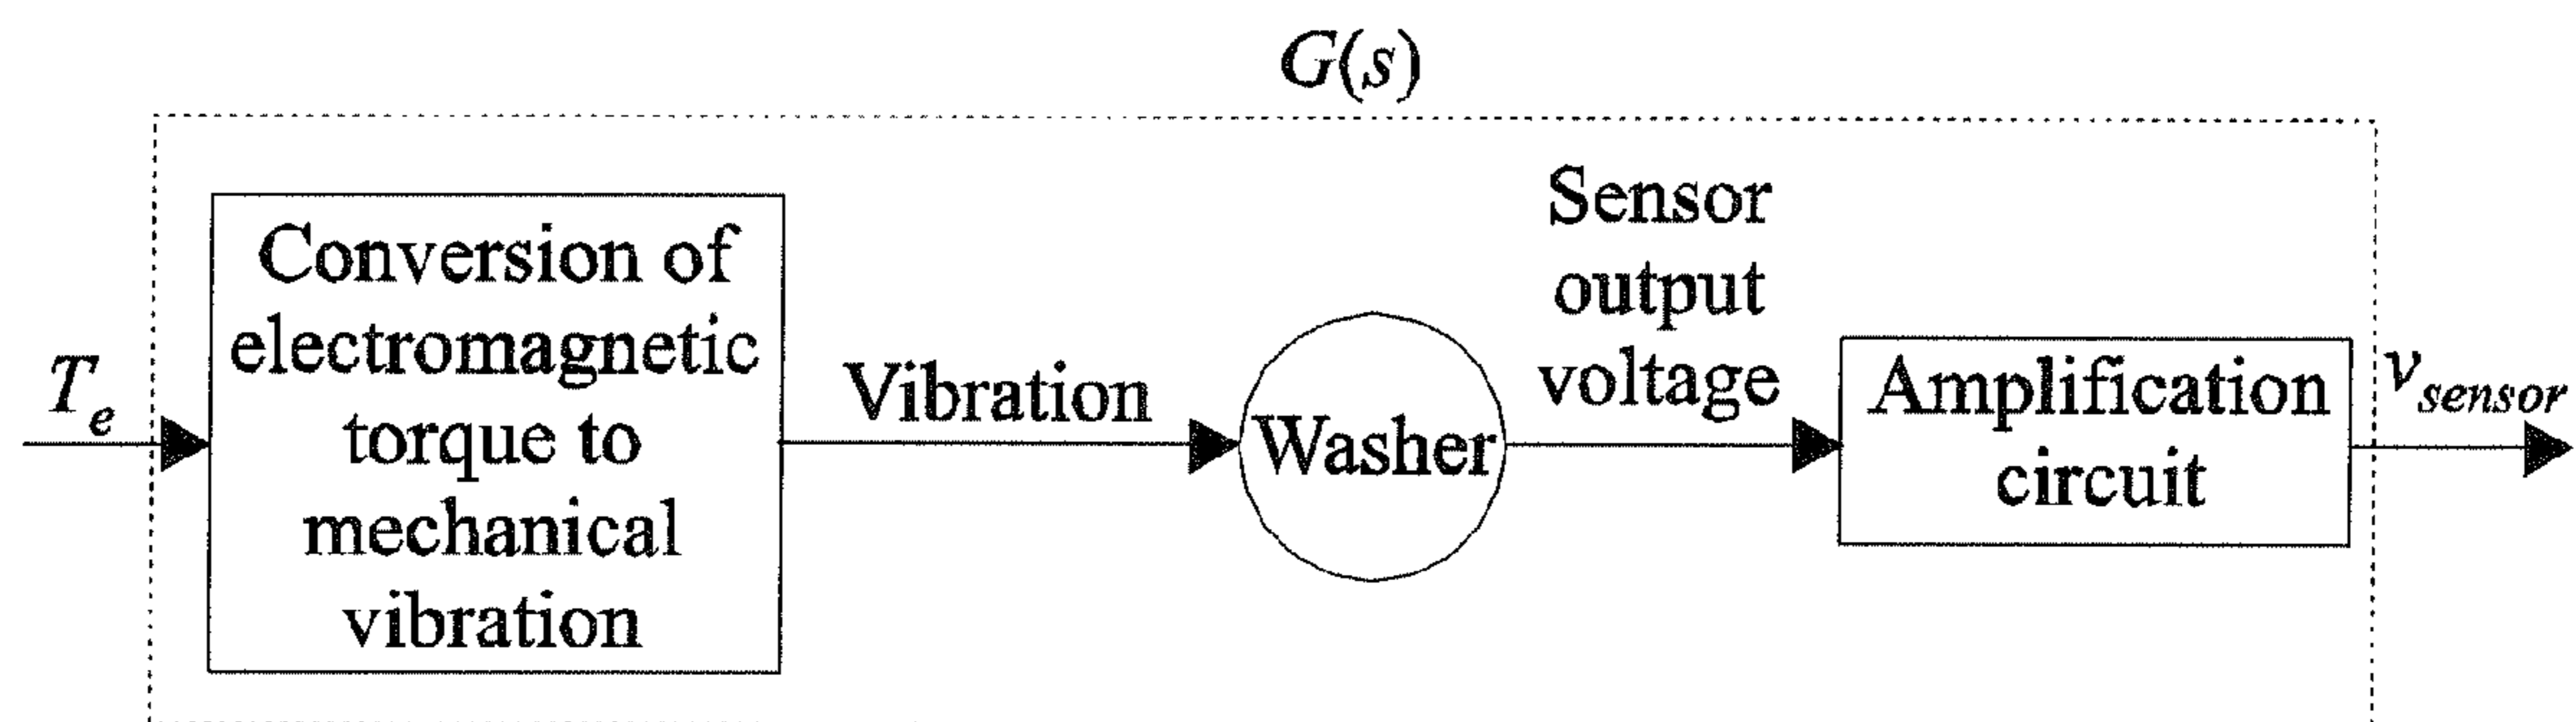 G(s)
Conversion of
electromagnetic
torque to
mechanical
vibration
T_e
Vibration
Washer
Sensor
output
voltage
Amplification
circuit
v_sensor